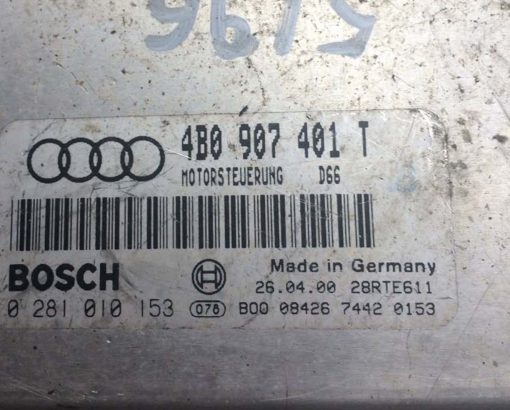 5196
4B0 907 401 T
MOTORSTEUERUNG D66
BOSCH
Made in Germany
26.04.00 28RTE611
0 281 010 153 078 B00 08426 7442 0153